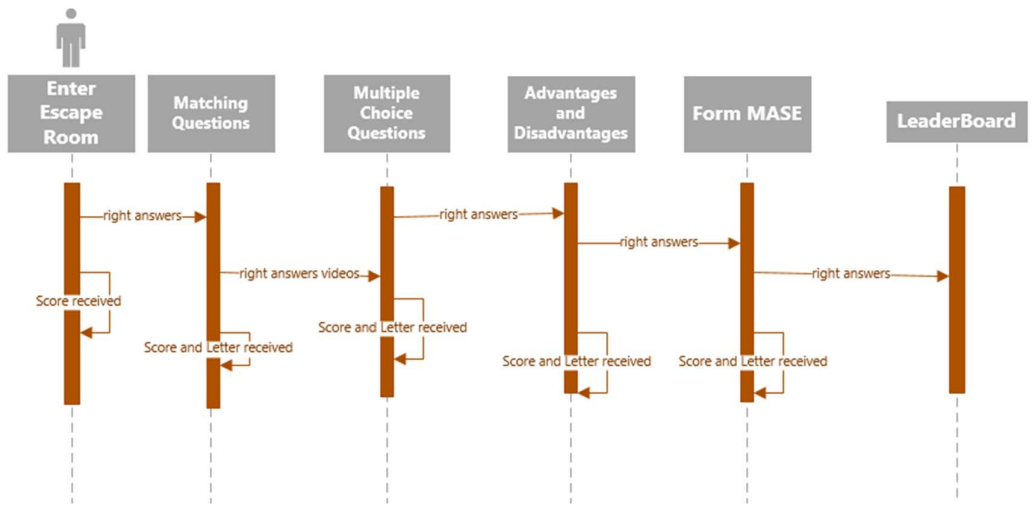 Enter
Escape
Room
Matching
Questions
Multiple
Choice
Questions
Advantages
and
Disadvantages
Form MASE
LeaderBoard
right answers
right answers
right answers
right answers videos
right answers
Score received
Score and Letter received
Score and Letter received
Score and Letter received
Score and Letter received